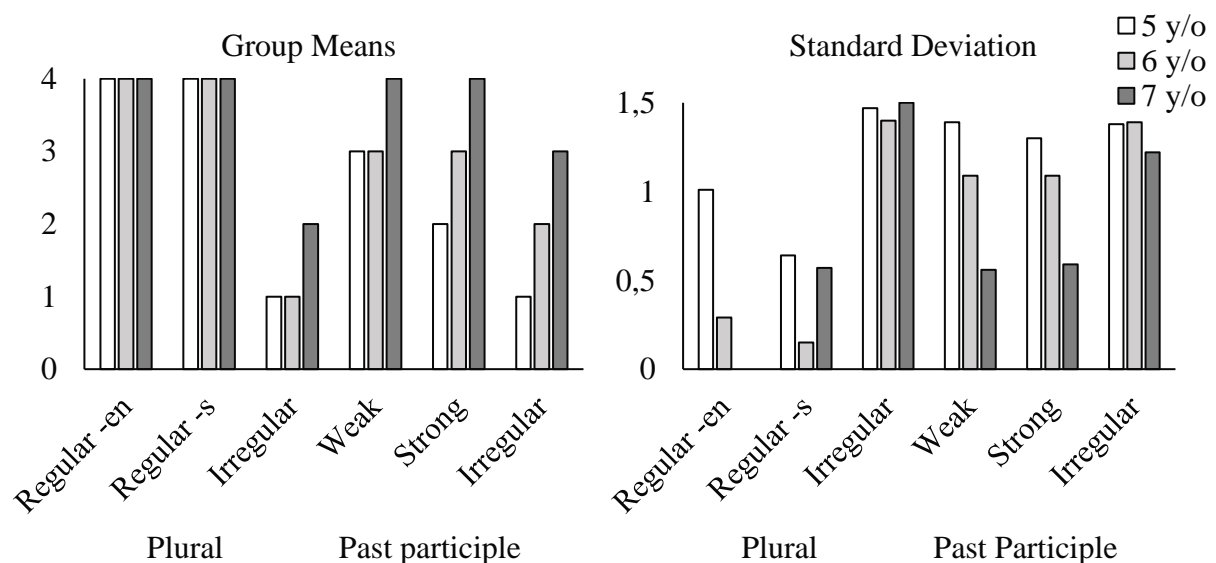 Group Means
4
3
2
1
0
Regular -en
Regular -s
Irregular
Weak
Strong
Irregular
Plural Past participle
Standard Deviation
5 y/o
6 y/o
7 y/o
1,5
1
0,5
0
Regular -en
Regular -s
Irregular
Weak
Strong
Irregular
Plural Past Participle